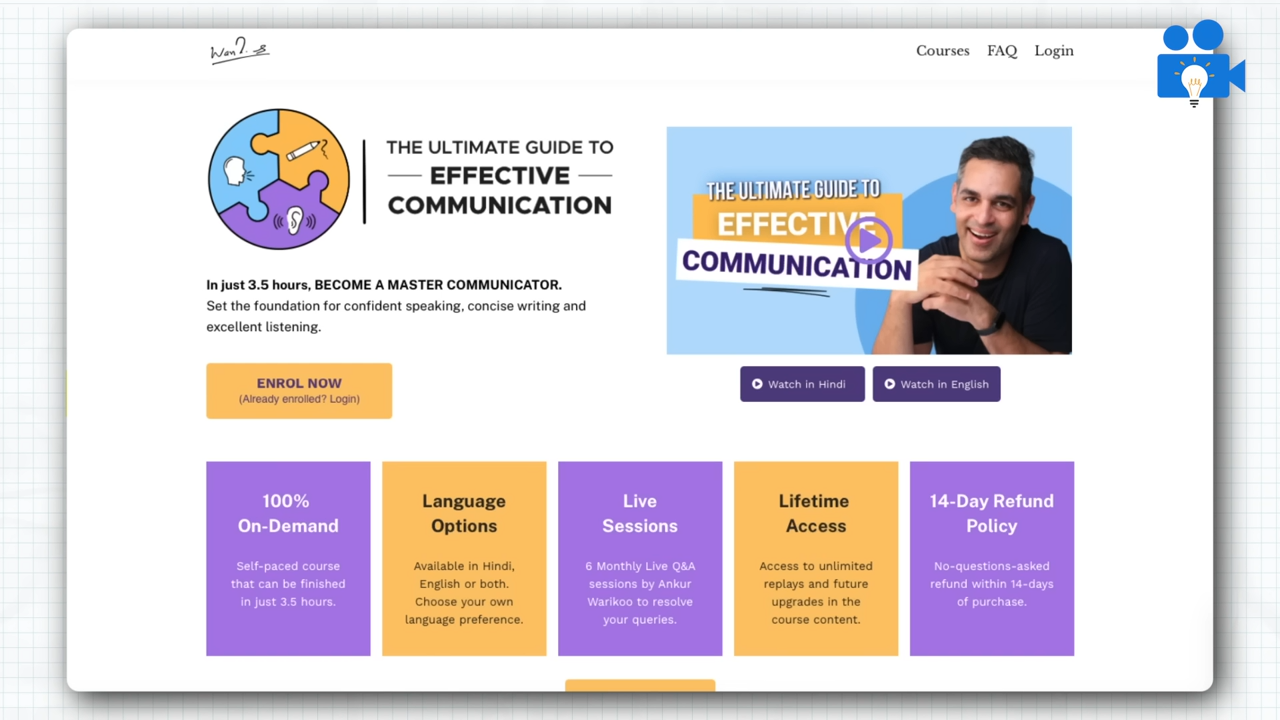 Courses FAQ Login
THE ULTIMATE GUIDE TO
EFFECTIVE
COMMUNICATION
THE ULTIMATE GUIDE TO
EFFECTIVE
COMMUNICATION
In just 3.5 hours, BECOME A MASTER COMMUNICATOR.
Set the foundation for confident speaking, concise writing and
excellent listening.
ENROL NOW
(Already enrolled? Login)
Watch in Hindi
Watch in English
100%
On-Demand
Self-paced course
that can be finished
in just 3.5 hours.
Language
Options
Available in Hindi,
English or both.
Choose your own
language preference.
Live
Sessions
6 Monthly Live Q&A
sessions by Ankur
Warikoo to resolve
your queries.
Lifetime
Access
Access to unlimited
replays and future
upgrades in the
course content.
14-Day Refund
Policy
No-questions-asked
refund within 14-days
of purchase.